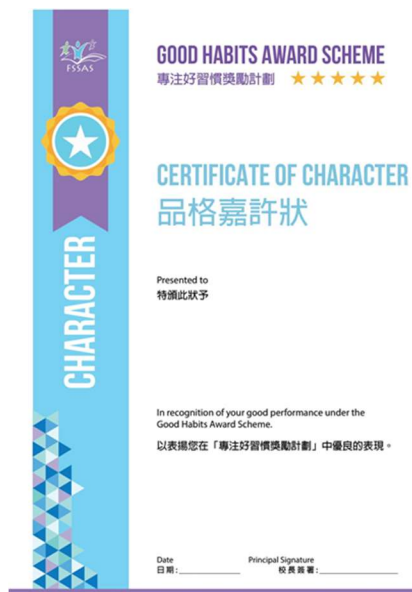 FSSAS
GOOD HABITS AWARD SCHEME
專注好習慣獎勵計劃
CERTIFICATE OF CHARACTER
品格嘉許狀
CHARACTER
Presented to
特頒此狀予
In recognition of your good performance under the
Good Habits Award Scheme.
以表揚您在「專注好習慣獎勵計劃」中優良的表現。
Date
日期:
Principal Signature
校長簽署: